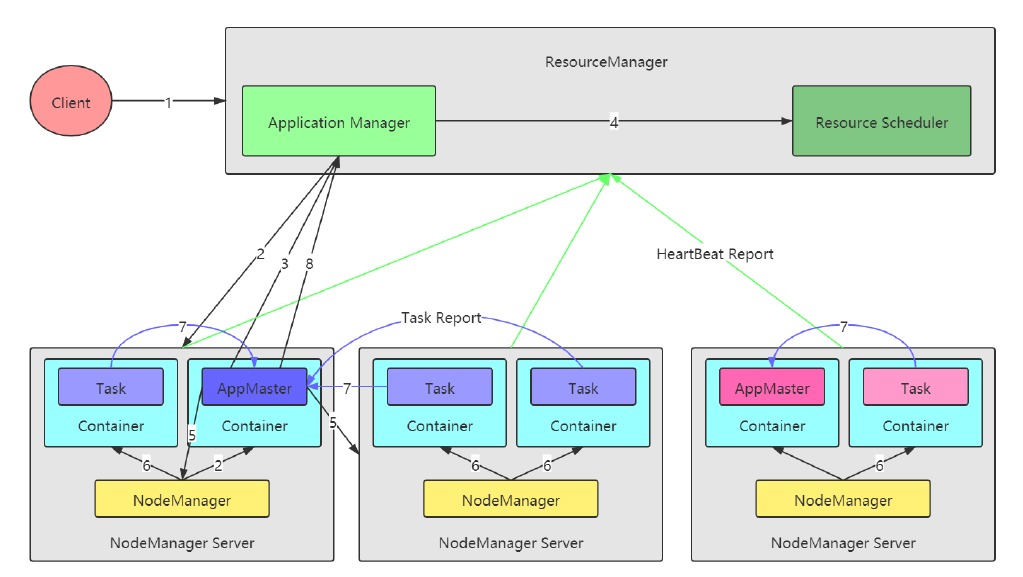 ResourceManager
Client
1
Application Manager
4
Resource Scheduler
2
3
8
HeartBeat Report
7
Task Report
7
Task
AppMaster
7
Task
Task
AppMaster
Task
Container
Container
5
Container
Container
Container
Container
5
6
2
6
6
6
NodeManager
NodeManager
NodeManager
NodeManager Server
NodeManager Server
NodeManager Server